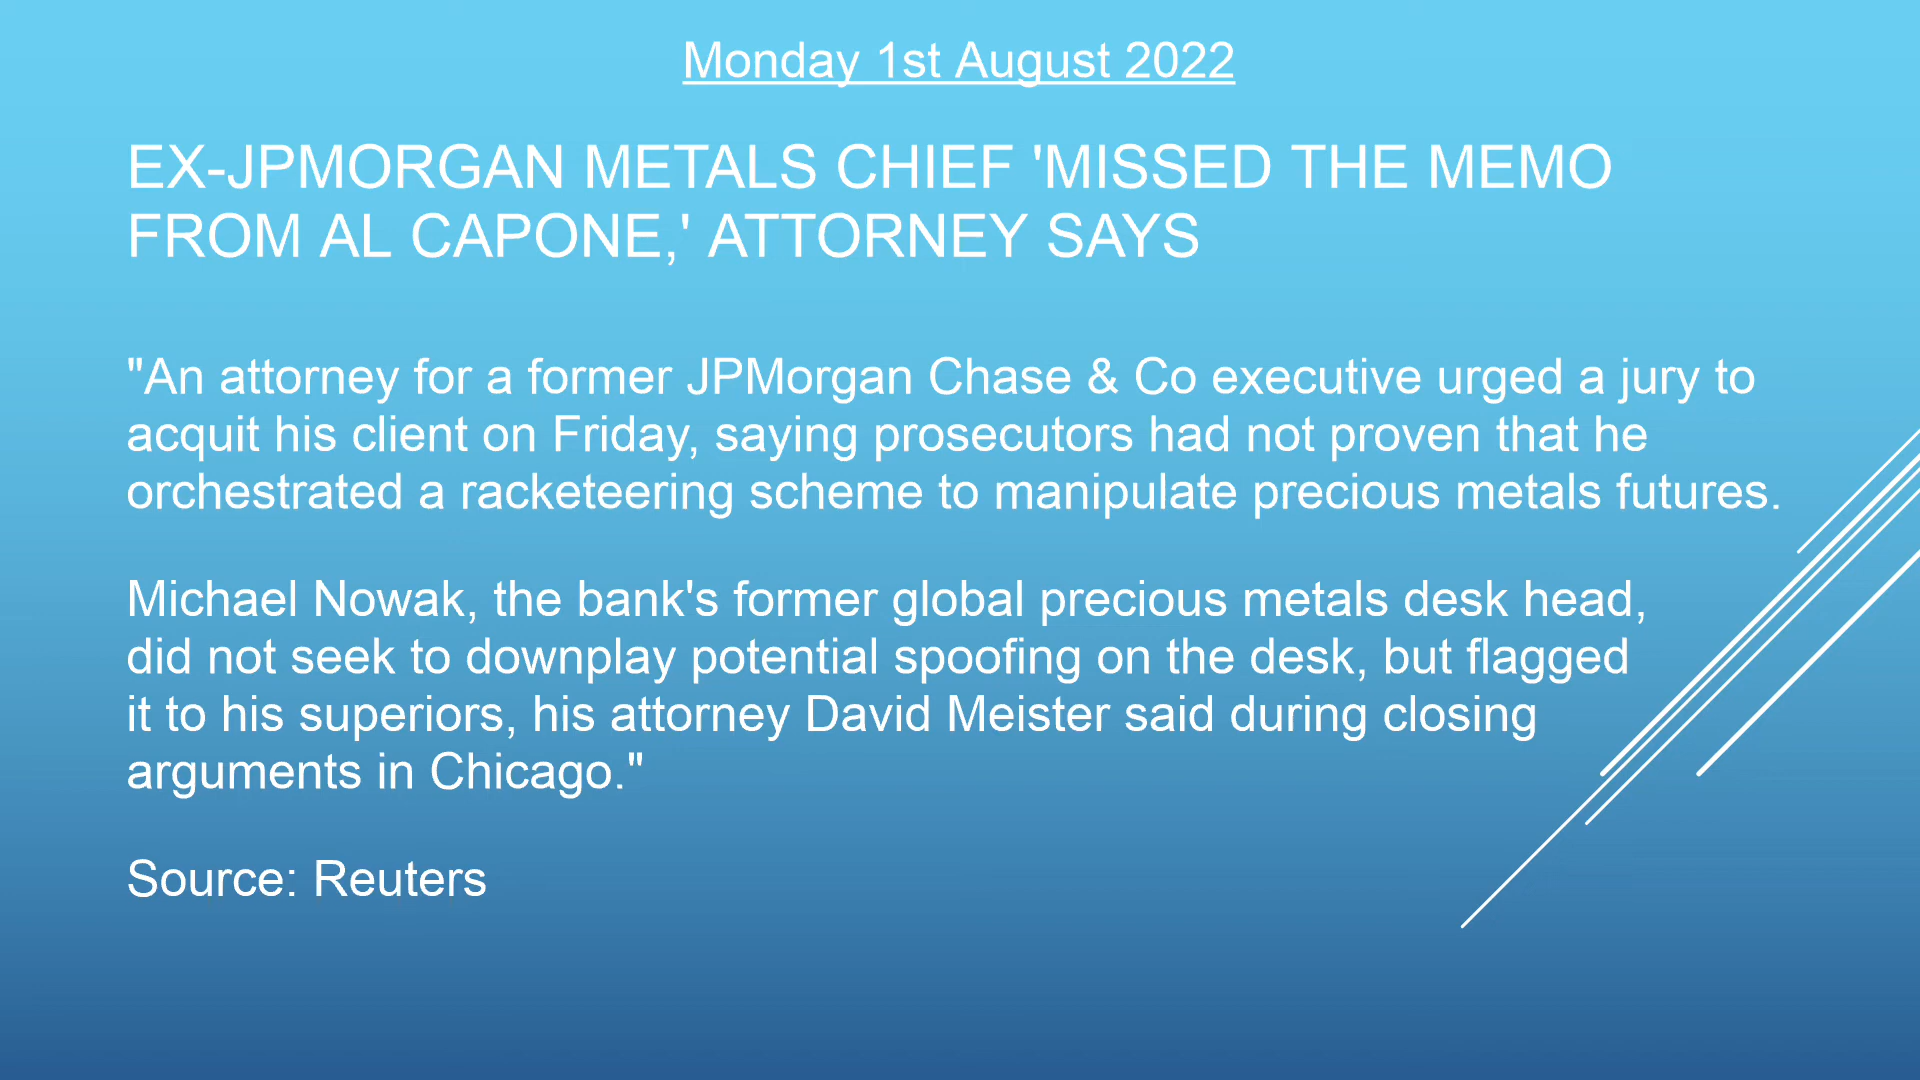 Monday 1st August 2022
EX-JPMORGAN METALS CHIEF 'MISSED THE MEMO
FROM AL CAPONE,' ATTORNEY SAYS
"An attorney for a former JPMorgan Chase & Co executive urged a jury to
acquit his client on Friday, saying prosecutors had not proven that he
orchestrated a racketeering scheme to manipulate precious metals futures.
Michael Nowak, the bank's former global precious metals desk head,
did not seek to downplay potential spoofing on the desk, but flagged
it to his superiors, his attorney David Meister said during closing
arguments in Chicago."
Source: Reuters